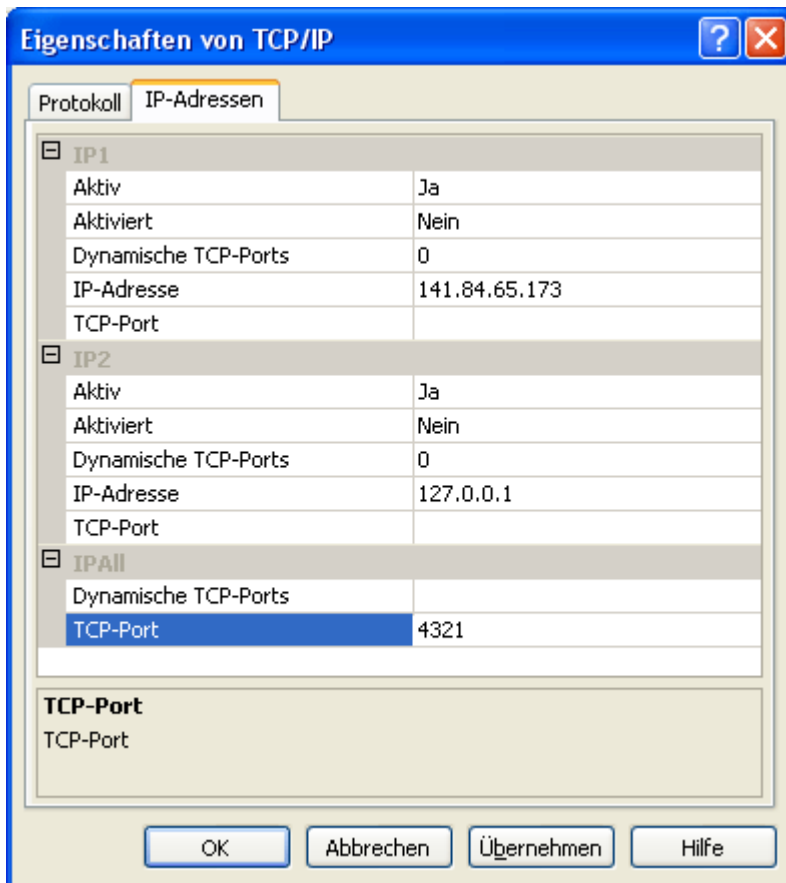 Eigenschaften von TCP/IP
Protokoll IP-Adressen
IP1
Aktiv Ja
Aktiviert Nein
Dynamische TCP-Ports 0
IP-Adresse 141.84.65.173
TCP-Port
IP2
Aktiv Ja
Aktiviert Nein
Dynamische TCP-Ports 0
IP-Adresse 127.0.0.1
TCP-Port
IPAll
Dynamische TCP-Ports
TCP-Port 4321
TCP-Port
TCP-Port
OK Abbrechen Übernehmen Hilfe